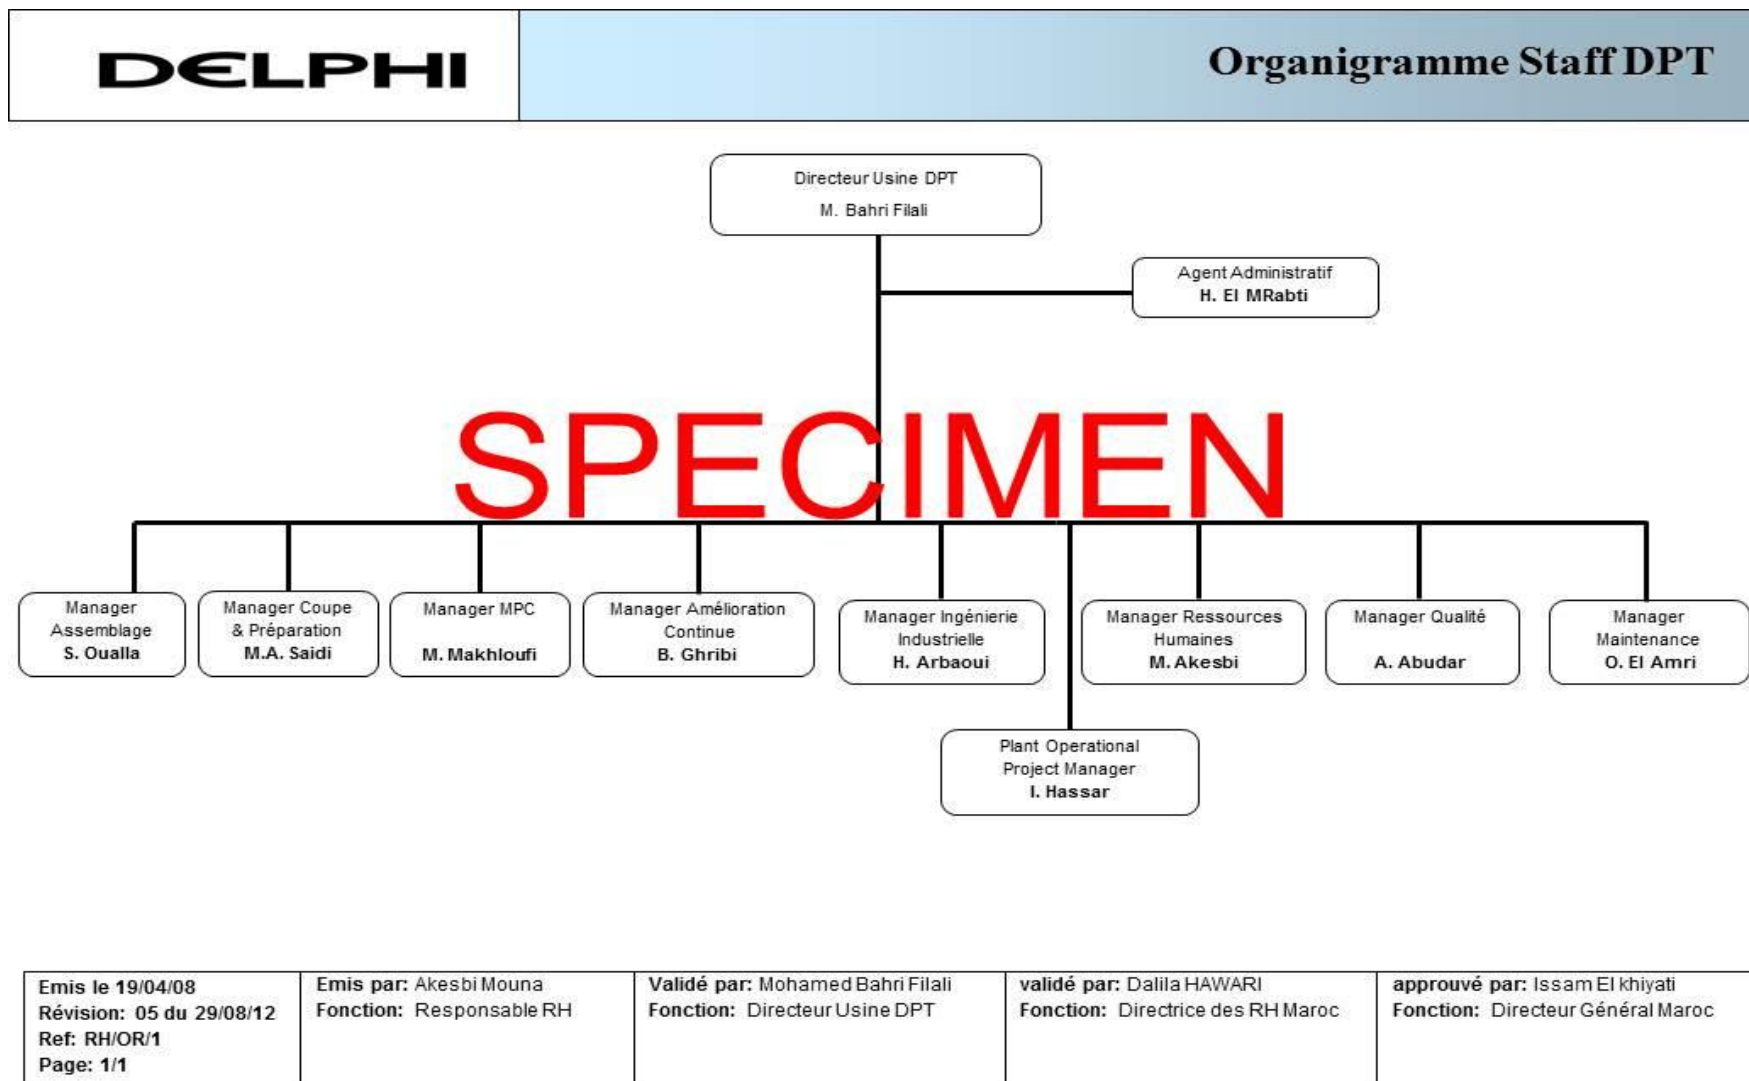 DELPHI
Organigramme Staff DPT
Directeur Usine DPT
M. Bahri Filali
Agent Administratif
H. El MRabti
SPECIMEN
Manager
Assemblage
S. Oualla
Manager Coupe
& Préparation
M.A. Saidi
Manager MPC
M. Makhloufi
Manager Amélioration
Continue
B. Ghribi
Manager Ingénierie
Industrielle
H. Arbaoui
Manager Ressources
Humaines
M. Akesbi
Manager Qualité
A. Abudar
Manager
Maintenance
O. El Amri
Plant Operational
Project Manager
I. Hassar
Emis le 19/04/08
Révision: 05 du 29/08/12
Ref: RH/OR/1
Page: 1/1
Emis par: Akesbi Mouna
Fonction: Responsable RH
Validé par: Mohamed Bahri Filali
Fonction: Directeur Usine DPT
validé par: Dalila HAWARI
Fonction: Directrice des RH Maroc
approuvé par: Issam El khiyati
Fonction: Directeur Général Maroc